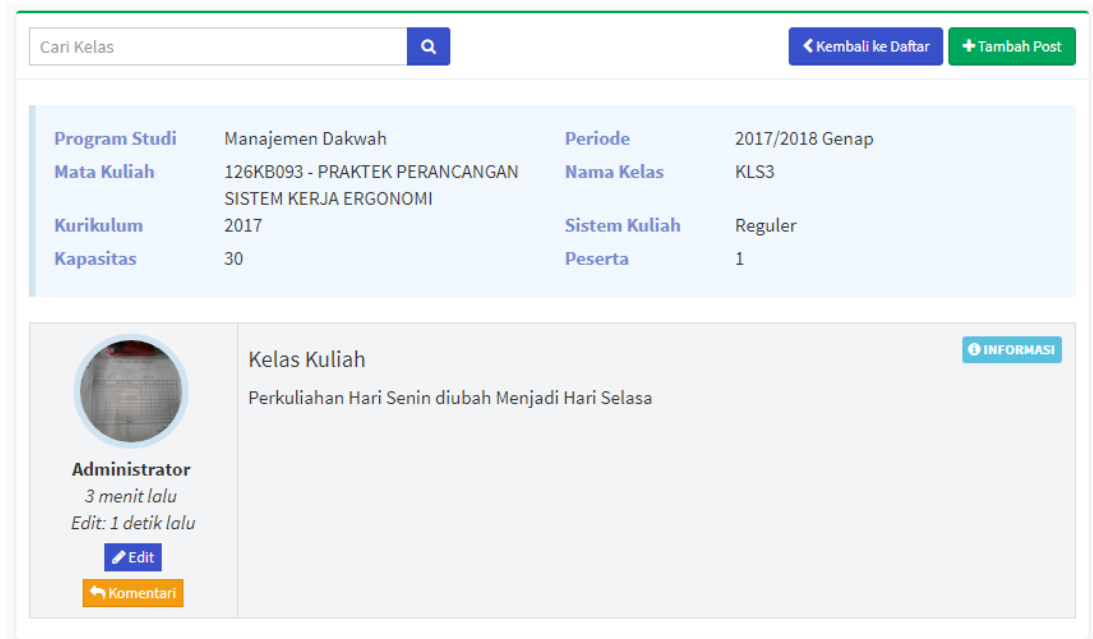 Cari Kelas
Kembali ke Daftar
Tambah Post
Program Studi Manajemen Dakwah Periode 2017/2018 Genap
Mata Kuliah 126KB093 - PRAKTEK PERANCANGAN Nama Kelas KLS3
SISTEM KERJA ERGONOMI
Kurikulum 2017 Sistem Kuliah Reguler
Kapasitas 30 Peserta 1
Kelas Kuliah
INFORMASI
Perkuliahan Hari Senin diubah Menjadi Hari Selasa
Administrator
3 menit lalu
Edit: 1 detik lalu
Edit
Komentari